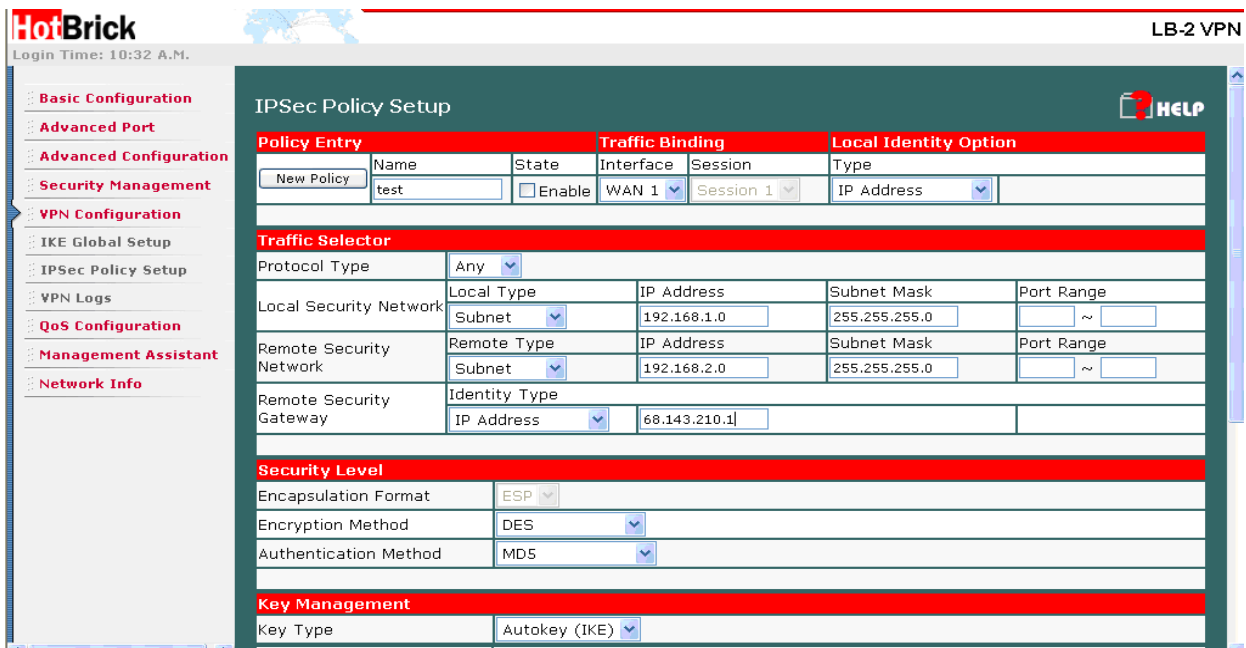 HotBrick
LB-2 VPN
Login Time: 10:32 A.M.
Basic Configuration
Advanced Port
Advanced Configuration
Security Management
VPN Configuration
IKE Global Setup
IPSec Policy Setup
VPN Logs
QoS Configuration
Management Assistant
Network Info
IPSec Policy Setup
HELP
Policy Entry Traffic Binding Local Identity Option
Name State Interface Session Type
New Policy test Enable WAN 1 Session 1 IP Address
Traffic Selector
Protocol Type Any
Local Security Network
Local Type IP Address Subnet Mask Port Range
Subnet 192.168.1.0 255.255.255.0 ~
Remote Security
Network
Remote Type IP Address Subnet Mask Port Range
Subnet 192.168.2.0 255.255.255.0 ~
Remote Security
Gateway
Identity Type
IP Address 68.143.210.1
Security Level
Encapsulation Format ESP
Encryption Method DES
Authentication Method MD5
Key Management
Key Type Autokey (IKE)